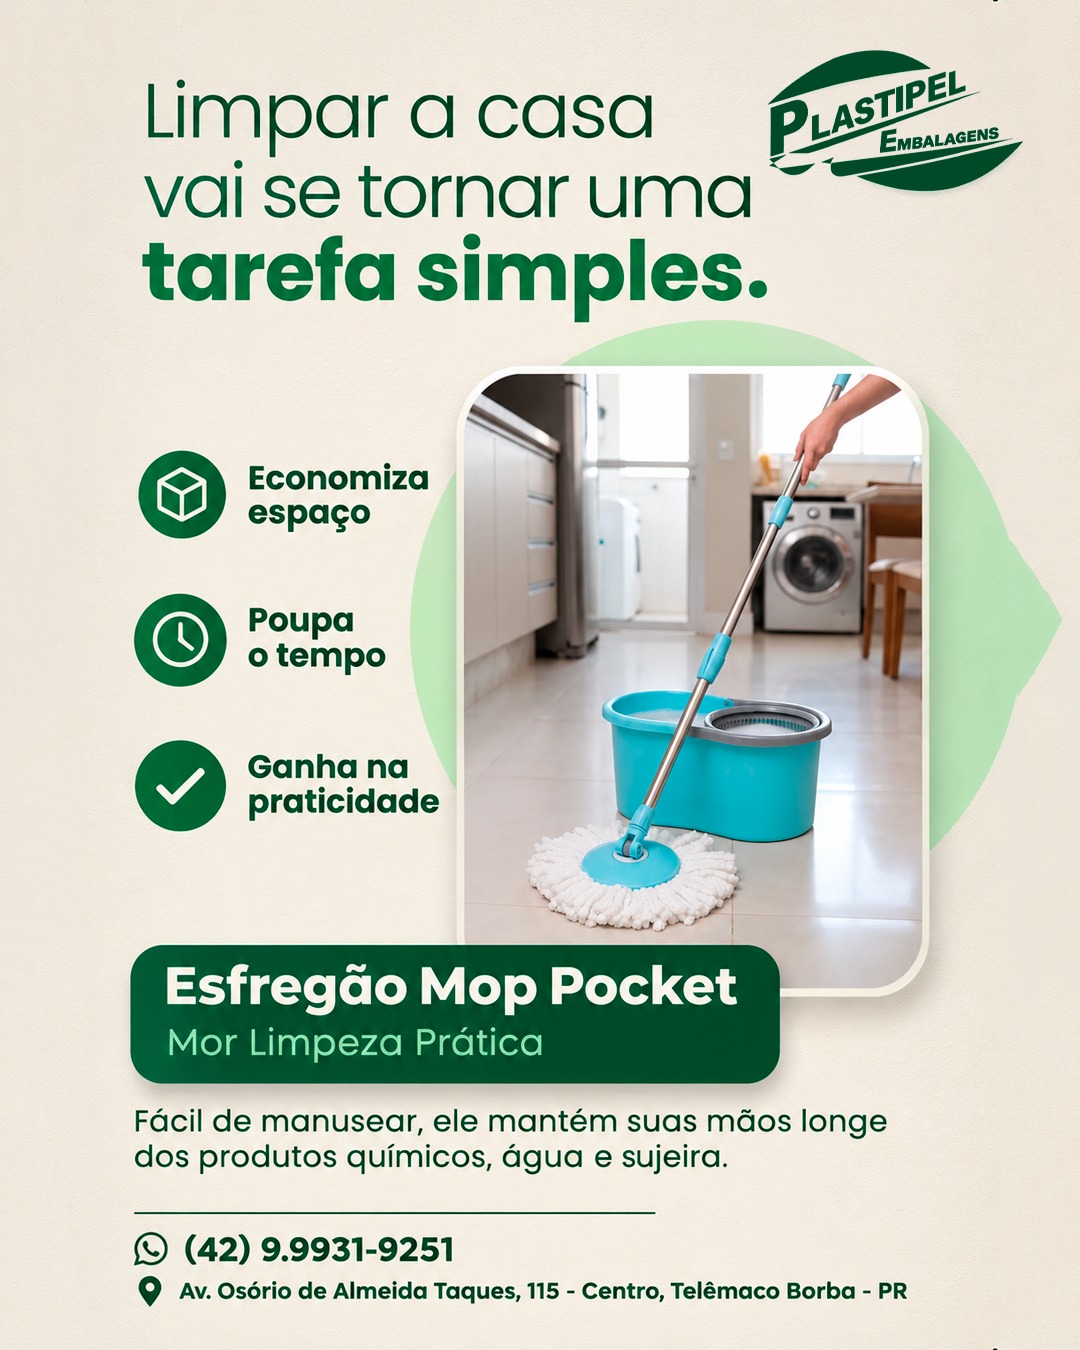 Limpar a casa
vai se tornar uma
tarefa simples.
PLASTIPEL
EMBALAGENS
Economiza
espaço
Poupa
o tempo
Ganha na
praticidade
Esfregão Mop Pocket
Mor Limpeza Prática
Fácil de manusear, ele mantém suas mãos longe
dos produtos químicos, água e sujeira.
(42) 9.9931-9251
Av. Osório de Almeida Taques, 115 - Centro, Telêmaco Borba - PR